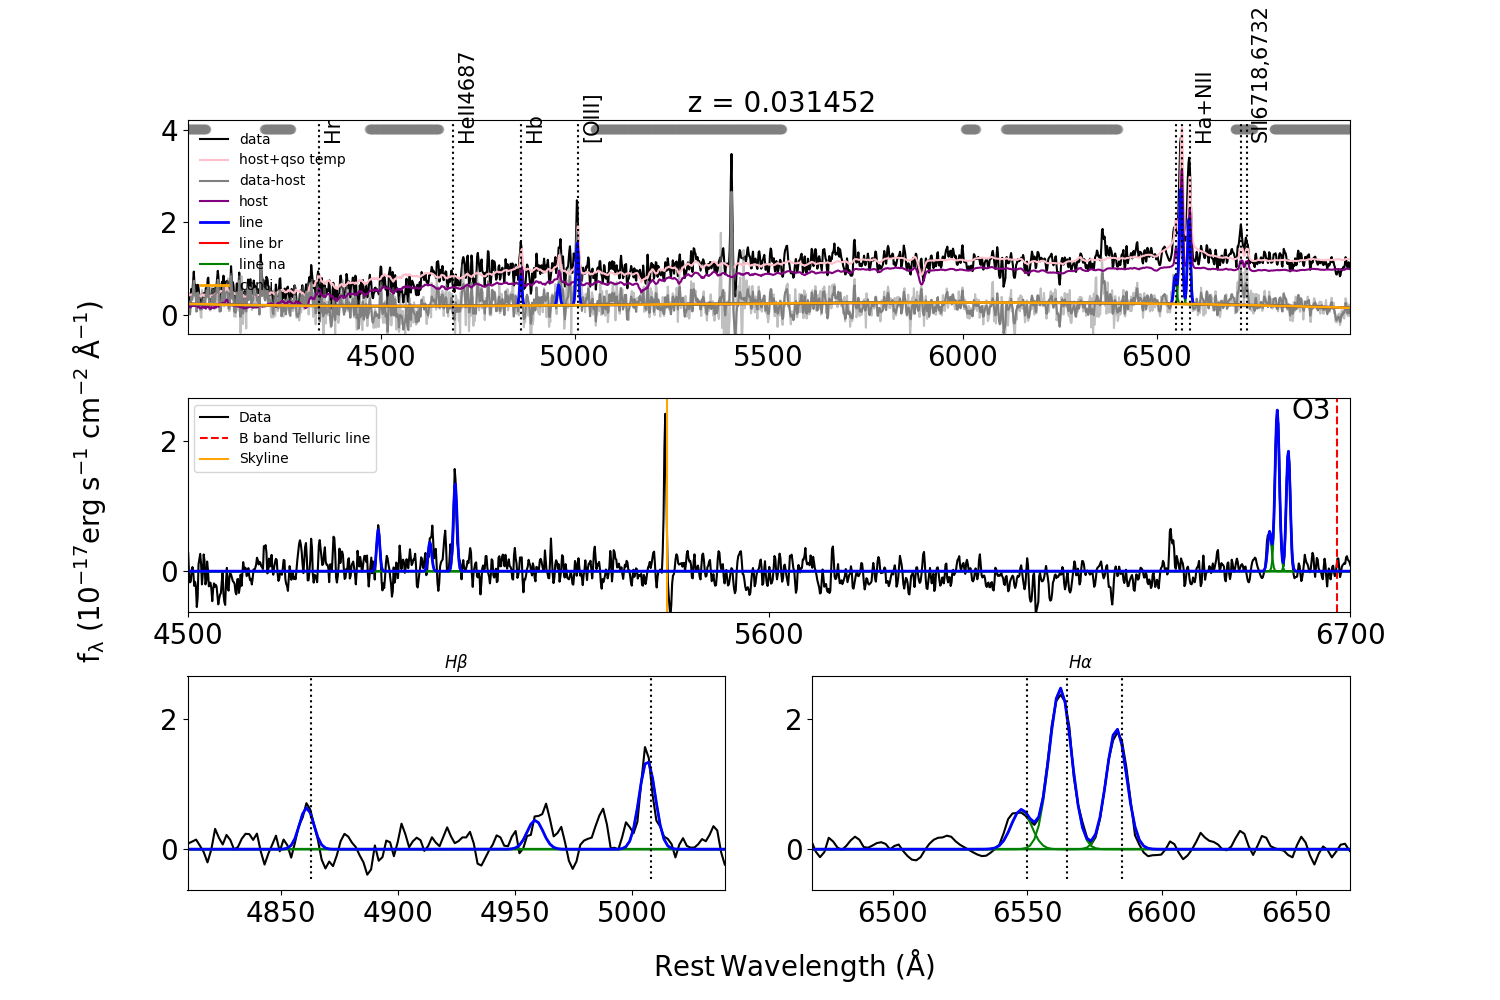 Hr
HeII4687
Hb
[OIII]
Ha+NII
SII6718,6732
z = 0.031452
data
host+qso temp
data-host
host
line
line br
line na
conti
4
2
0
4500
5000
5500
6000
6500
Data
B band Telluric line
Skyline
O3
2
0
4500
5600
6700
fλ (10−17erg s−1 cm−2 Å−1)
Hβ
2
0
4850
4900
4950
5000
Hα
2
0
6500
6550
6600
6650
Rest Wavelength (Å)